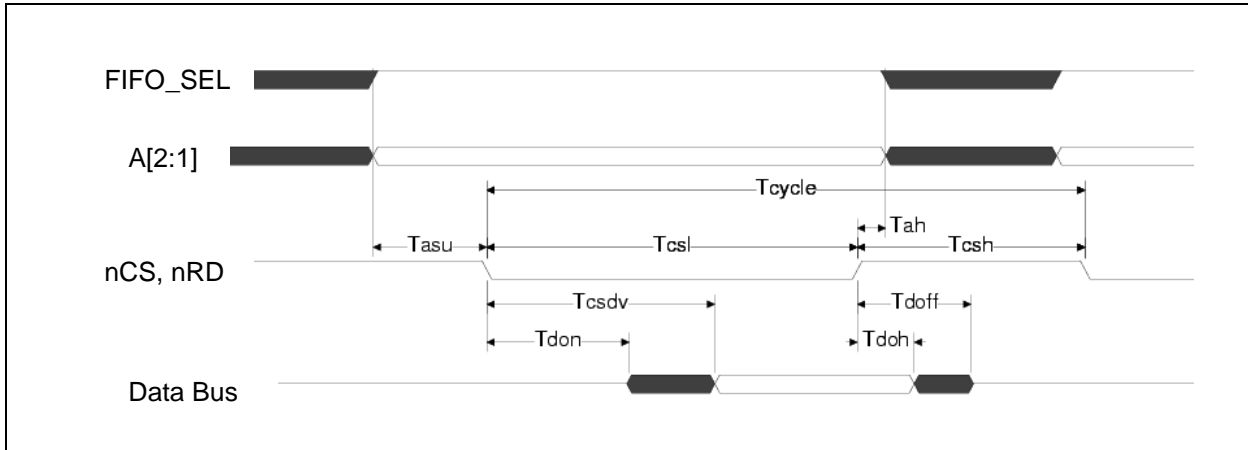 FIFO_SEL
A[2:1]
Tcycle
Tah
Tasu
Tcsl
Tcsh
nCS, nRD
Tcsdv
Tdoff
Tdon
Tdoh
Data Bus